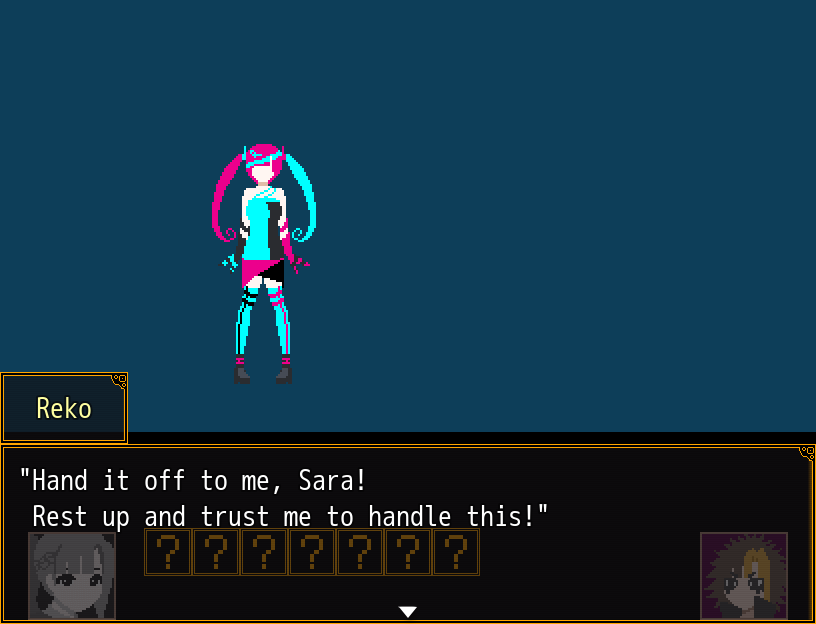 Reko
"Hand it off to me, Sara!
Rest up and trust me to handle this!"
? ? ? ? ? ? ?